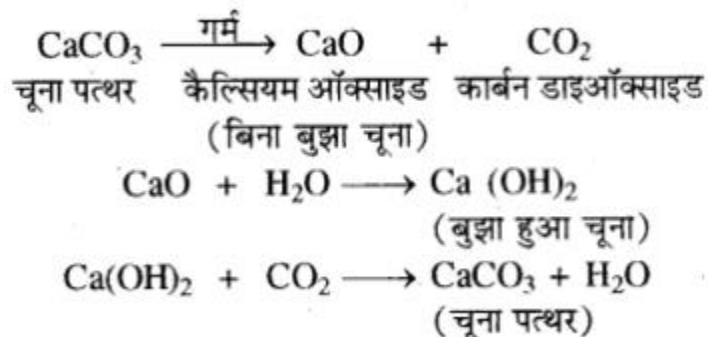 गर्म
CaCO₃ ⟶ CaO + CO₂
चूना पत्थर कैल्सियम ऑक्साइड कार्बन डाइऑक्साइड
(बिना बुझा चूना)
CaO + H₂O ⟶ Ca (OH)₂
(बुझा हुआ चूना)
Ca(OH)₂ + CO₂ ⟶ CaCO₃ + H₂O
(चूना पत्थर)